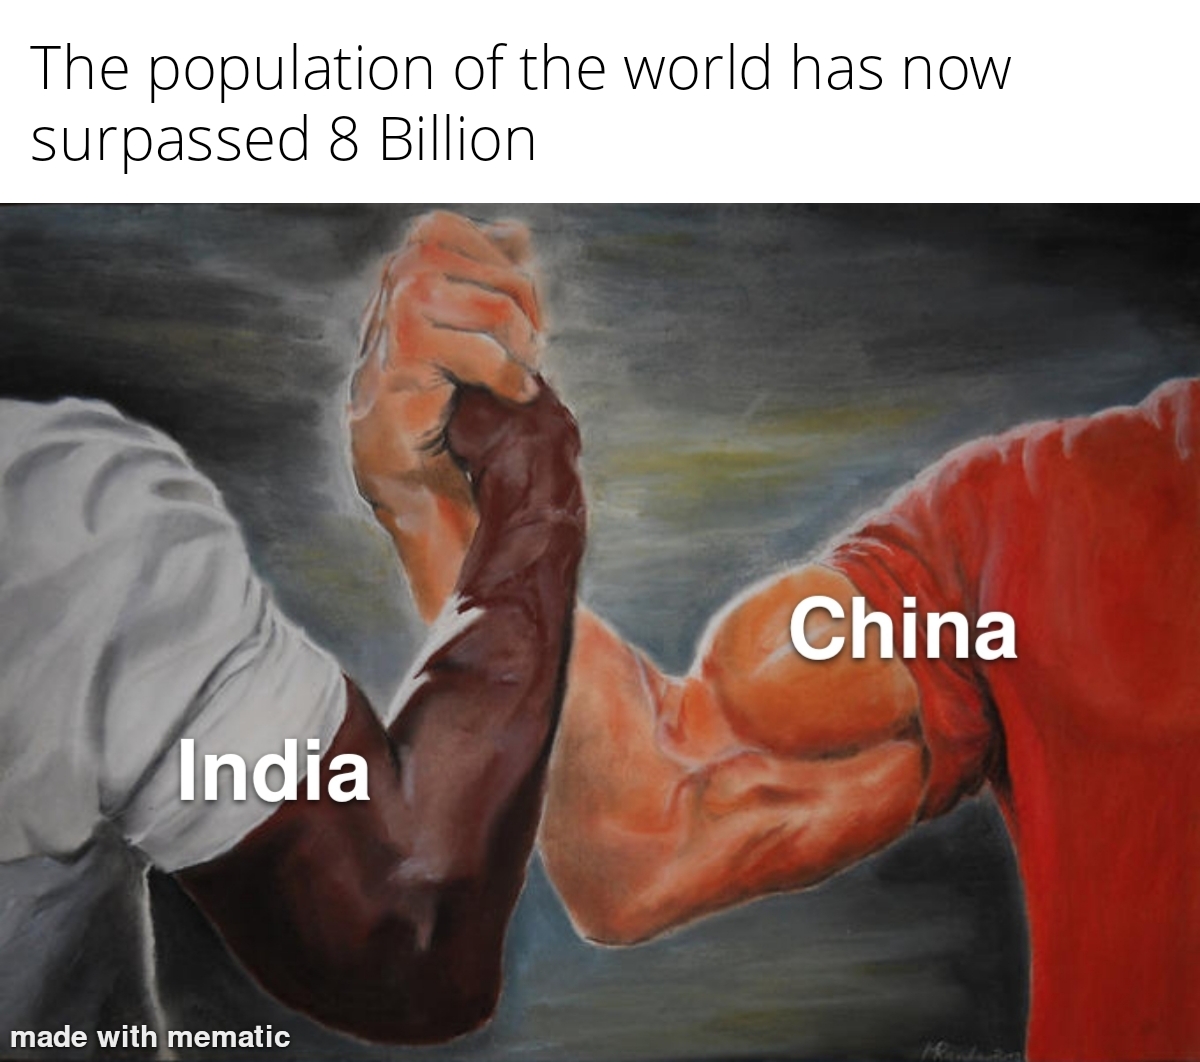 The population of the world has now
surpassed 8 Billion
China
India
made with mematic